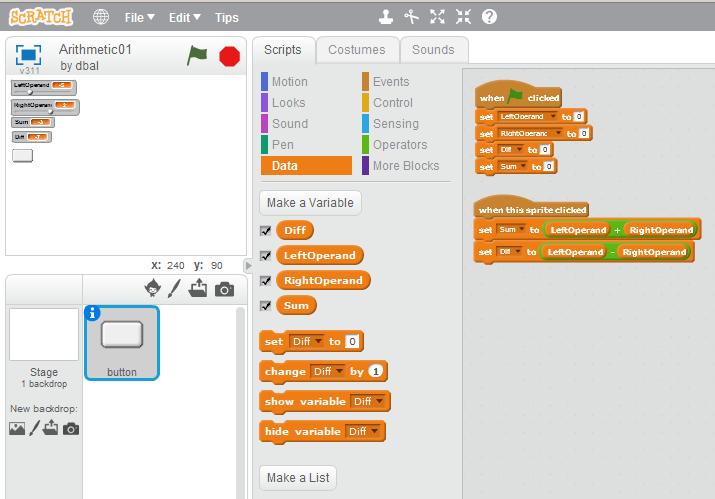 SCRATCH File Edit Tips
Arithmetic01
by dbal
v311
LeftOperand -5
RightOperand 2
Sum -3
Diff -7
X: 240 y: 90
Stage
1 backdrop
New backdrop:
button
Scripts Costumes Sounds
Motion Events
Looks Control
Sound Sensing
Pen Operators
Data More Blocks
Make a Variable
Diff
LeftOperand
RightOperand
Sum
set Diff to 0
change Diff by 1
show variable Diff
hide variable Diff
Make a List
when clicked
set LeftOperand to 0
set RightOperand to 0
set Diff to 0
set Sum to 0
when this sprite clicked
set Sum to LeftOperand + RightOperand
set Diff to LeftOperand - RightOperand